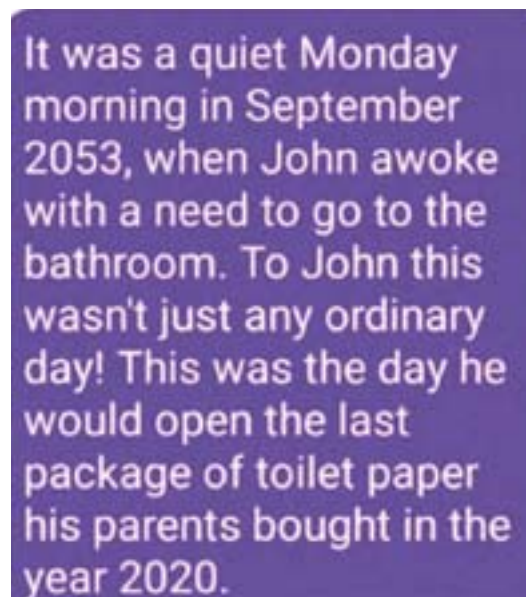 It was a quiet Monday
morning in September
2053, when John awoke
with a need to go to the
bathroom. To John this
wasn't just any ordinary
day! This was the day he
would open the last
package of toilet paper
his parents bought in the
year 2020.